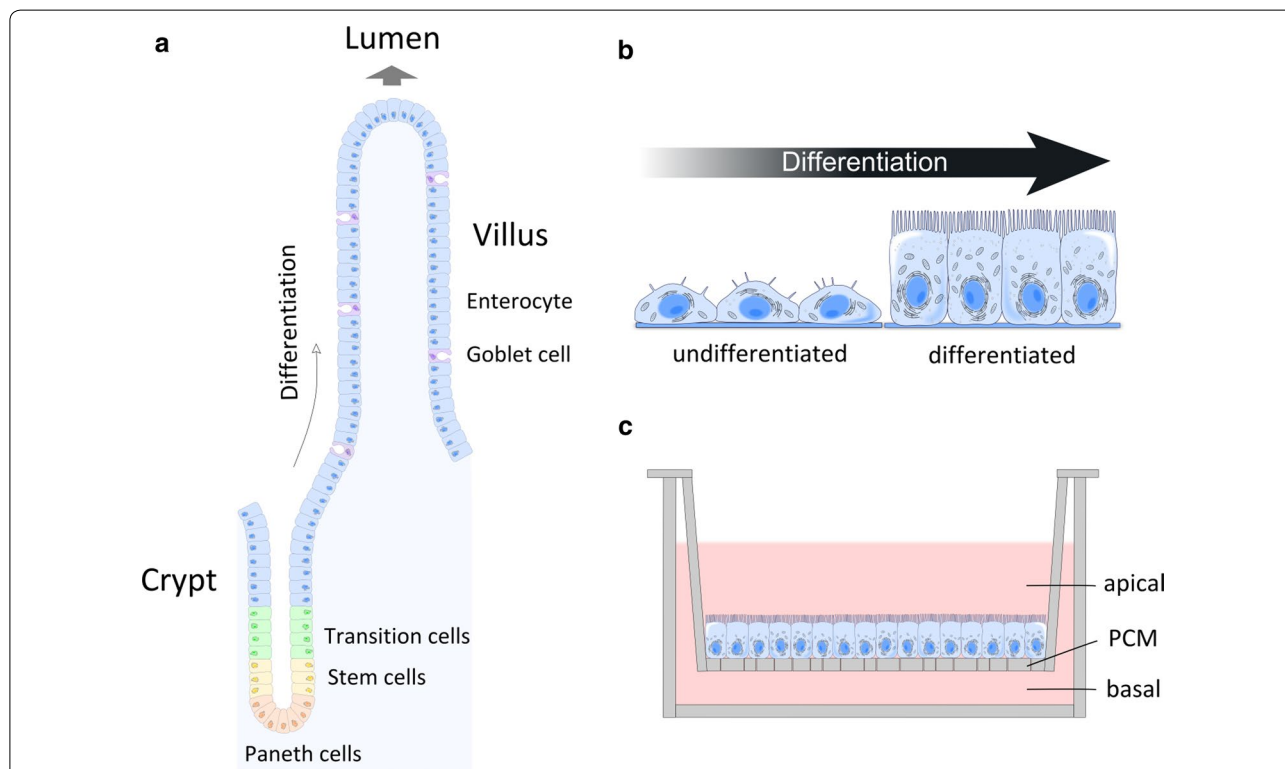 a
Lumen
Villus
Enterocyte
Goblet cell
Differentiation
Crypt
Transition cells
Stem cells
Paneth cells
b
Differentiation
undifferentiated
differentiated
c
apical
PCM
basal